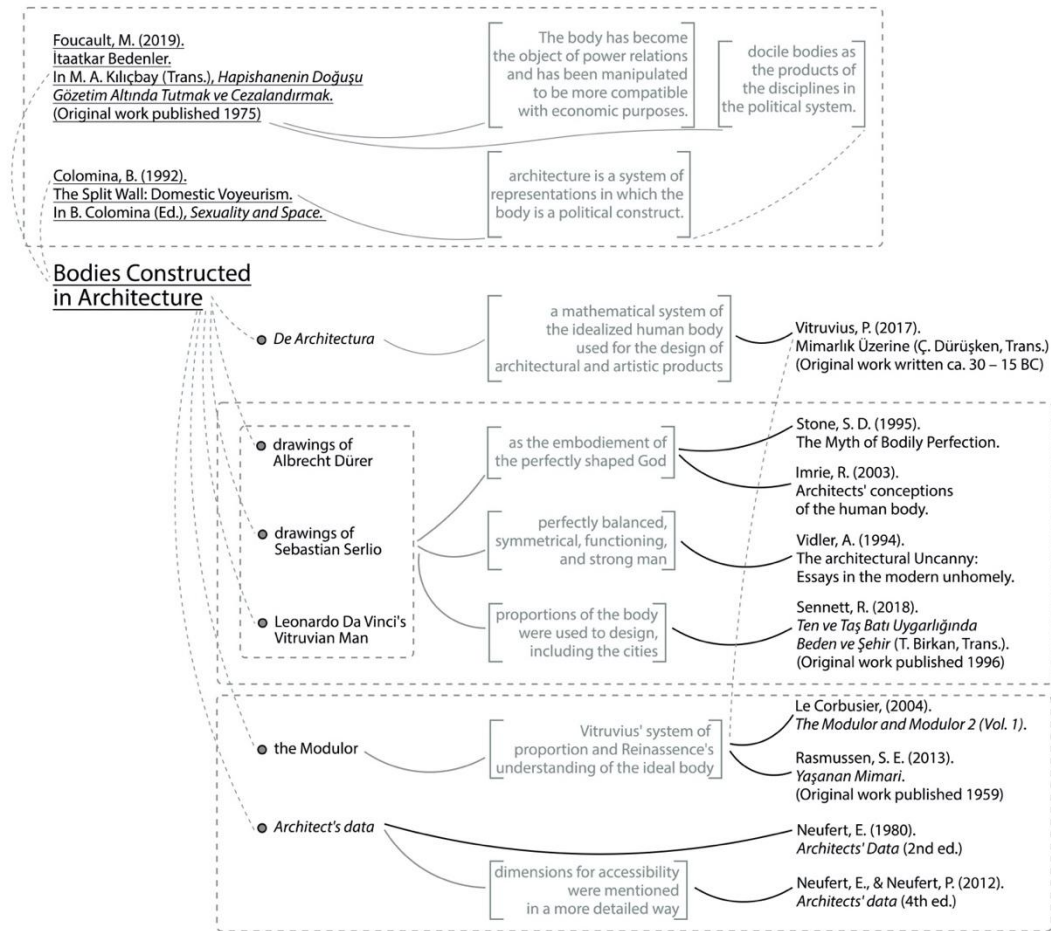 Foucault, M. (2019).
İtaatkar Bedenler.
In M. A. Kılıçbay (Trans.), Hapishanenin Doğuşu
Gözetim Altında Tutmak ve Cezalandırmak.
(Original work published 1975)
The body has become
the object of power relations
and has been manipulated
to be more compatible
with economic purposes.
docile bodies as
the products of
the disciplines in
the political system.
Colomina, B. (1992).
The Split Wall: Domestic Voyeurism.
In B. Colomina (Ed.), Sexuality and Space.
architecture is a system of
representations in which the
body is a political construct.
Bodies Constructed
in Architecture
De Architectura
a mathematical system of
the idealized human body
used for the design of
architectural and artistic products
Vitruvius, P. (2017).
Mimarlık Üzerine (Ç. Dürüşken, Trans.)
(Original work written ca. 30 – 15 BC)
drawings of
Albrecht Dürer
as the embodiement of
the perfectly shaped God
Stone, S. D. (1995).
The Myth of Bodily Perfection.
Imrie, R. (2003).
Architects' conceptions
of the human body.
drawings of
Sebastian Serlio
perfectly balanced,
symmetrical, functioning,
and strong man
Vidler, A. (1994).
The architectural Uncanny:
Essays in the modern unhomely.
Leonardo Da Vinci's
Vitruvian Man
proportions of the body
were used to design,
including the cities
Sennett, R. (2018).
Ten ve Taş Batı Uygarlığında
Beden ve Şehir (T. Birkan, Trans.).
(Original work published 1996)
the Modulor
Vitruvius' system of
proportion and Reinassence's
understanding of the ideal body
Le Corbusier, (2004).
The Modulor and Modulor 2 (Vol. 1).
Rasmussen, S. E. (2013).
Yaşanan Mimari.
(Original work published 1959)
Architect's data
Neufert, E. (1980).
Architects' Data (2nd ed.)
dimensions for accessibility
were mentioned
in a more detailed way
Neufert, E., & Neufert, P. (2012).
Architects' data (4th ed.)